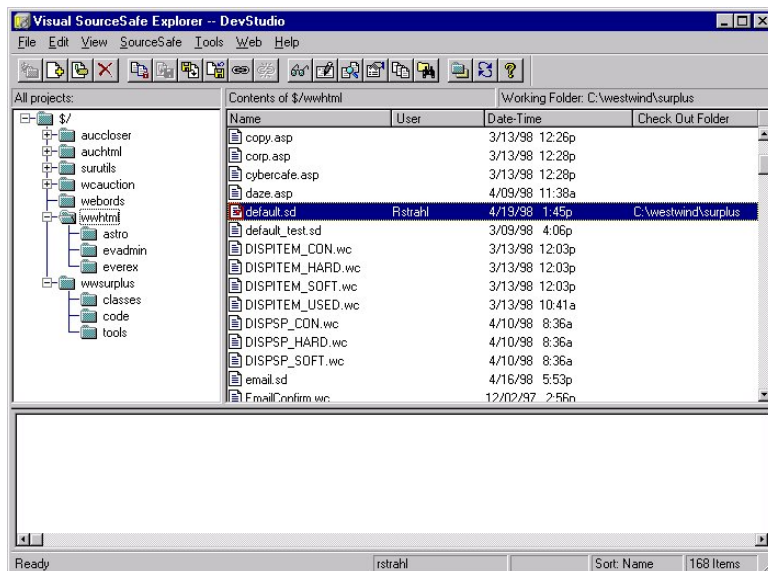 Visual SourceSafe Explorer -- DevStudio
File Edit View SourceSafe Tools Web Help
All projects: Contents of $/wwhtml Working Folder: C:\westwind\surplus
$/
auccloser
auchtml
surutils
wcauction
webords
wwhtml
astro
evadmin
everex
wwsurplus
classes
code
tools
Name User Date-Time Check Out Folder
copy.asp 3/13/98 12:26p
corp.asp 3/13/98 12:28p
cybercafe.asp 3/13/98 12:28p
daze.asp 4/09/98 11:38a
default.sd Rstrahl 4/19/98 1:45p C:\westwind\surplus
default_test.sd 3/09/98 4:06p
DISPITEM_CON.wc 3/13/98 12:03p
DISPITEM_HARD.wc 3/13/98 12:03p
DISPITEM_SOFT.wc 3/13/98 12:03p
DISPITEM_USED.wc 3/13/98 10:41a
DISPSP_CON.wc 4/10/98 8:36a
DISPSP_HARD.wc 4/10/98 8:36a
DISPSP_SOFT.wc 4/10/98 8:36a
email.sd 4/16/98 5:53p
EmailConfirm.wc 12/02/97 2:56p
Ready rstrahl Sort: Name 168 Items